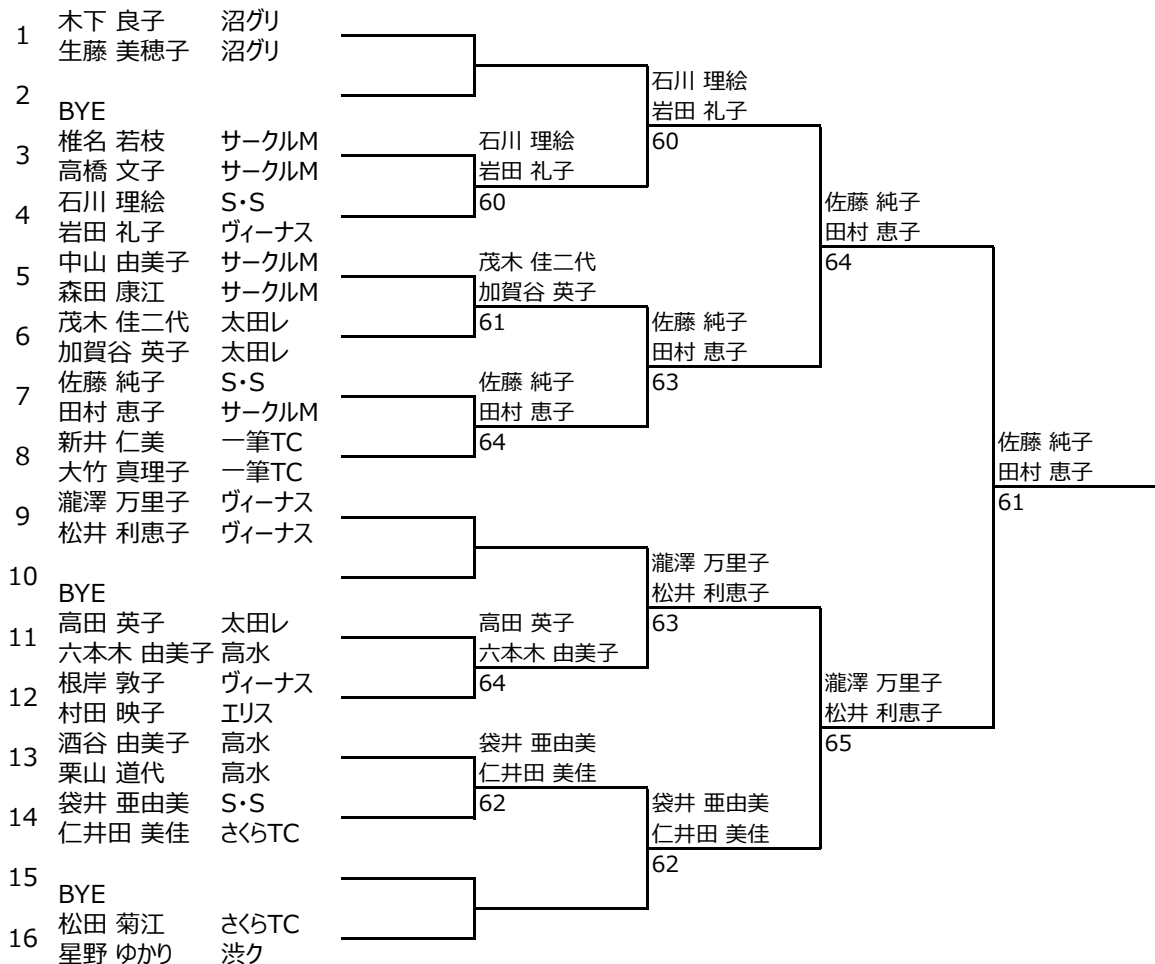 木下 良子 沼グリ
1
生藤 美穂子 沼グリ
石川 理絵
2
BYE
岩田 礼子
椎名 若枝 サークルM
石川 理絵
60
3
高橋 文子 サークルM
岩田 礼子
石川 理絵 S・S
60
佐藤 純子
4
岩田 礼子 ヴィーナス
田村 恵子
中山 由美子 サークルM
茂木 佳二代
64
5
森田 康江 サークルM
加賀谷 英子
茂木 佳二代 太田レ
61
佐藤 純子
6
加賀谷 英子 太田レ
田村 恵子
佐藤 純子 S・S
佐藤 純子
63
7
田村 恵子 サークルM
田村 恵子
新井 仁美 一筆TC
64
佐藤 純子
8
大竹 真理子 一筆TC
田村 恵子
瀧澤 万里子 ヴィーナス
61
9
松井 利恵子 ヴィーナス
瀧澤 万里子
10
BYE
松井 利恵子
高田 英子 太田レ
高田 英子
63
11
六本木 由美子 高水
六本木 由美子
根岸 敦子 ヴィーナス
64
瀧澤 万里子
12
村田 映子 エリス
松井 利恵子
酒谷 由美子 高水
袋井 亜由美
65
13
栗山 道代 高水
仁井田 美佳
袋井 亜由美 S・S
62
袋井 亜由美
14
仁井田 美佳 さくらTC
仁井田 美佳
62
15
BYE
松田 菊江 さくらTC
16
星野 ゆかり 渋ク